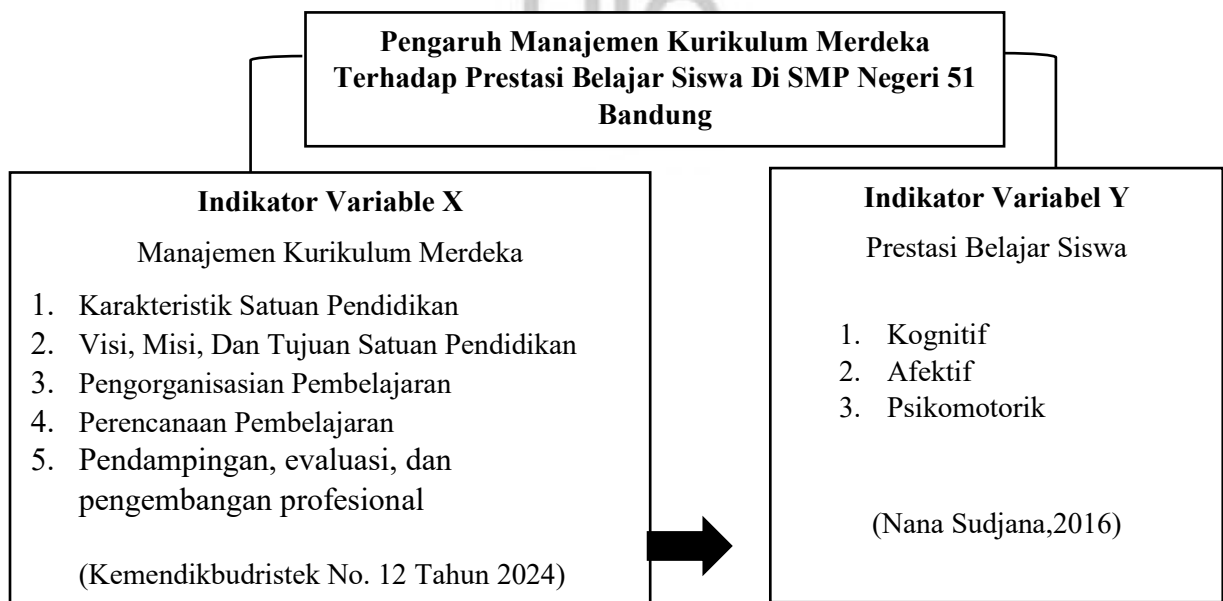 Pengaruh Manajemen Kurikulum Merdeka
Terhadap Prestasi Belajar Siswa Di SMP Negeri 51
Bandung
Indikator Variable X
Manajemen Kurikulum Merdeka
1. Karakteristik Satuan Pendidikan
2. Visi, Misi, Dan Tujuan Satuan Pendidikan
3. Pengorganisasian Pembelajaran
4. Perencanaan Pembelajaran
5. Pendampingan, evaluasi, dan
pengembangan profesional
(Kemendikbudristek No. 12 Tahun 2024)
Indikator Variabel Y
Prestasi Belajar Siswa
1. Kognitif
2. Afektif
3. Psikomotorik
(Nana Sudjana,2016)